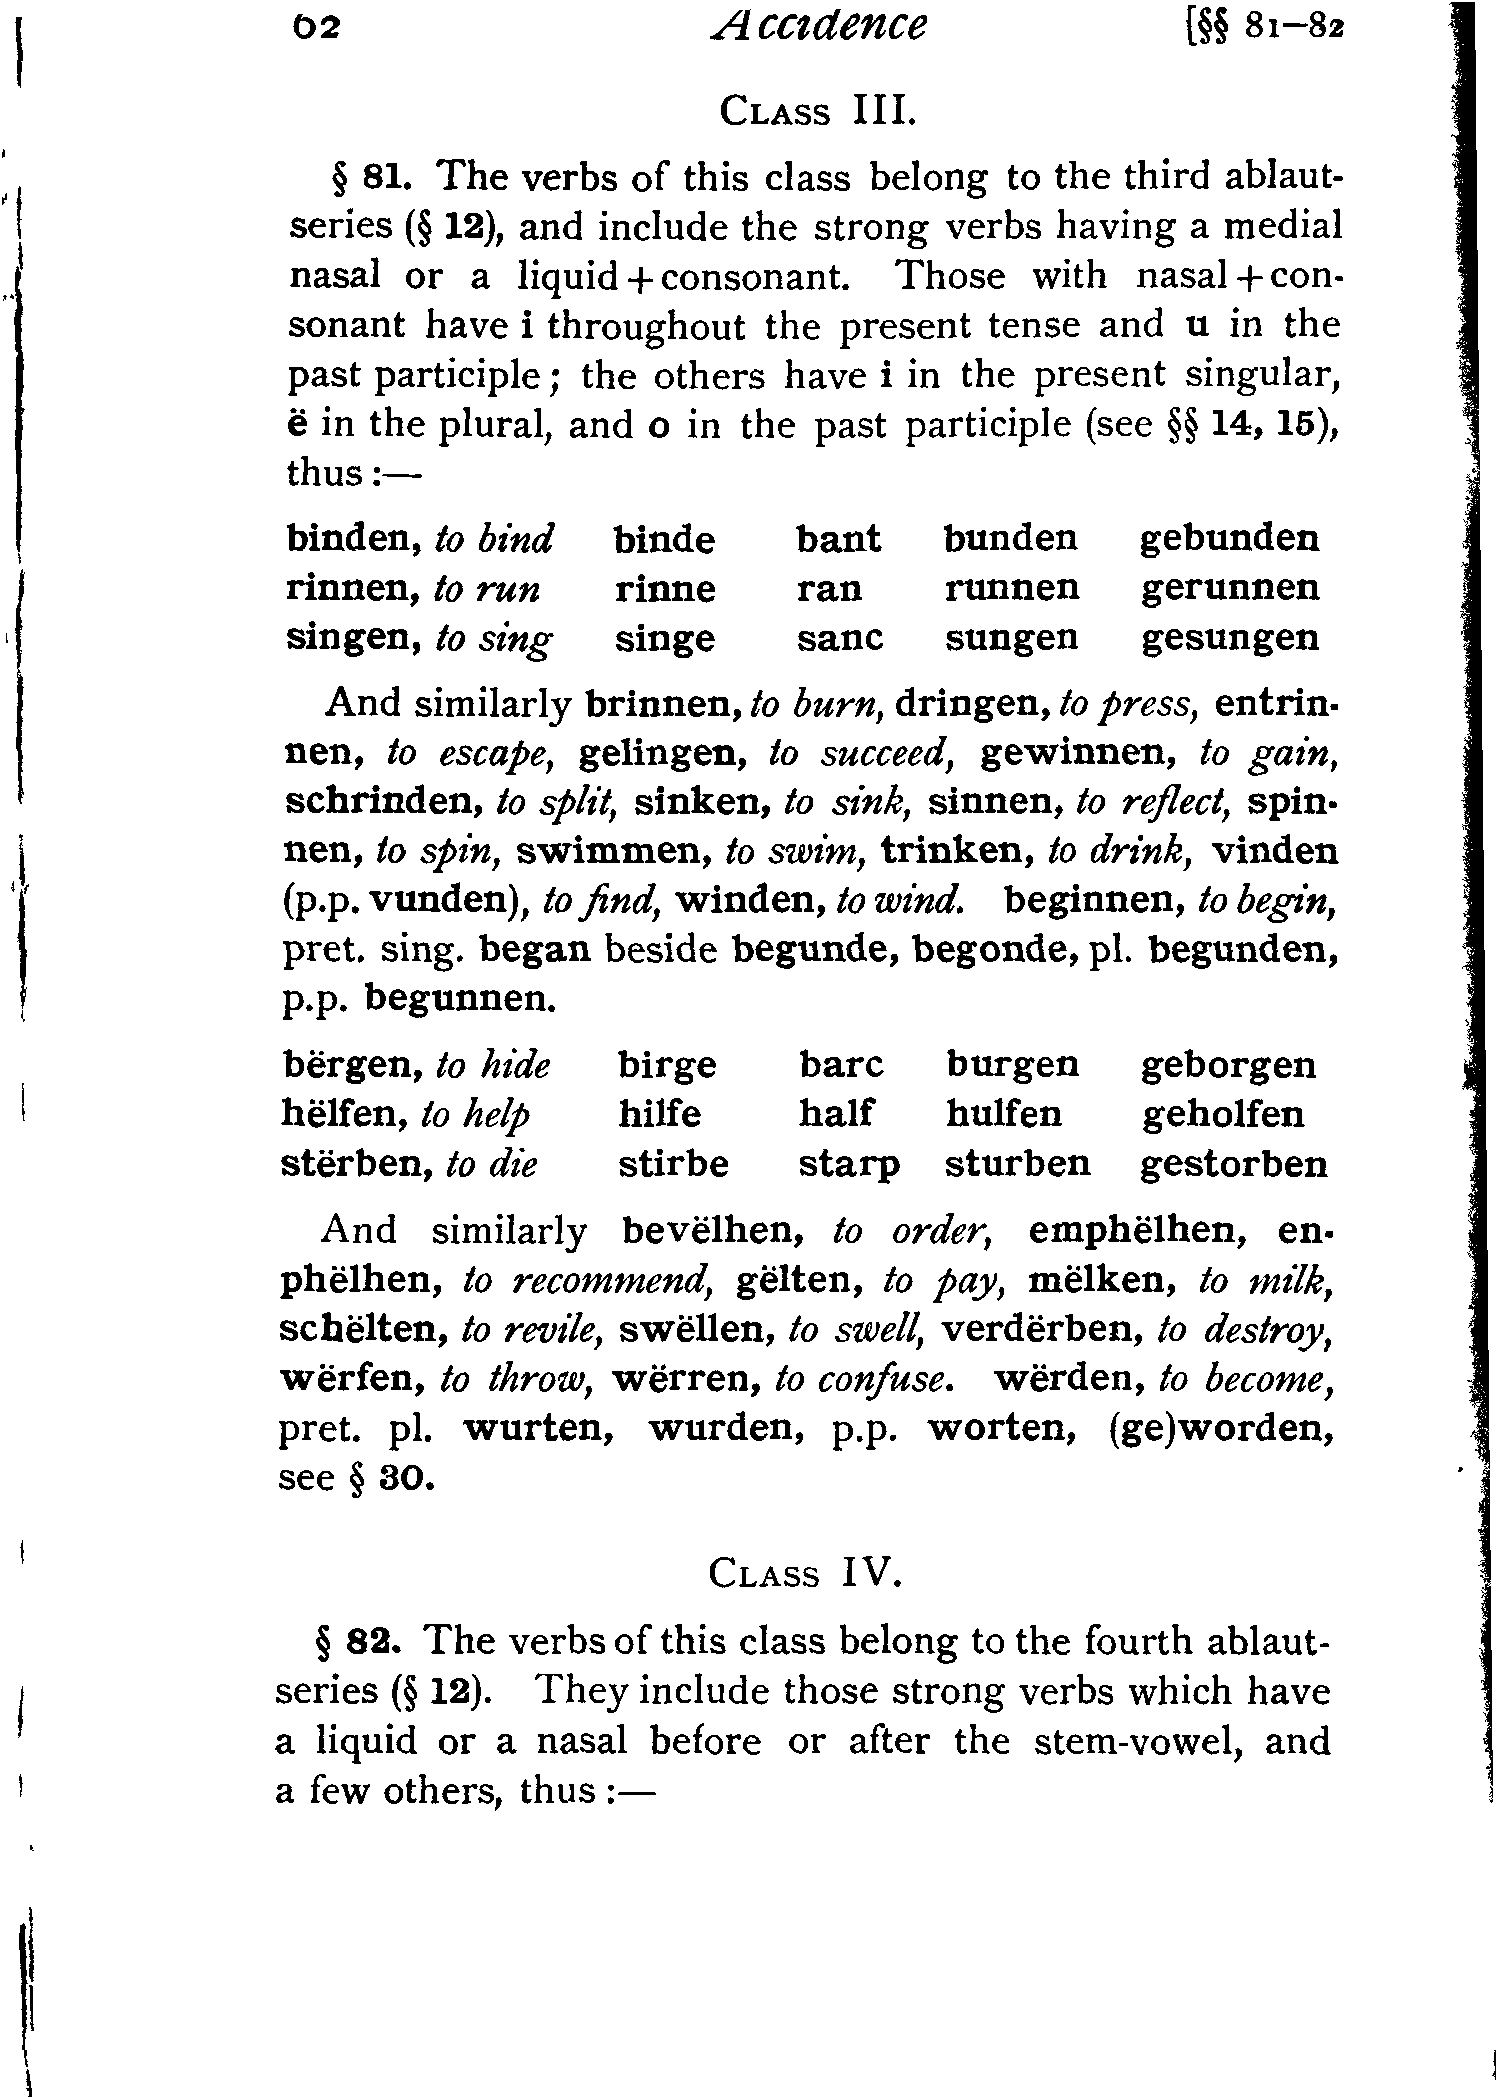 62 Accidence [§§ 81–82
Class III.
§ 81. The verbs of this class belong to the third ablaut-
series (§ 12), and include the strong verbs having a medial
nasal or a liquid + consonant. Those with nasal + con-
sonant have i throughout the present tense and u in the
past participle; the others have i in the present singular,
ë in the plural, and o in the past participle (see §§ 14, 15),
thus :—
binden, to bind binde bant bunden gebunden
rinnen, to run rinne ran runnen gerunnen
singen, to sing singe sanc sungen gesungen
And similarly brinnen, to burn, dringen, to press, entrin-
nen, to escape, gelingen, to succeed, gewinnen, to gain,
schrinden, to split, sinken, to sink, sinnen, to reflect, spin-
nen, to spin, swimmen, to swim, trinken, to drink, vinden
(p.p. vunden), to find, winden, to wind. beginnen, to begin,
pret. sing. began beside begunde, begonde, pl. begunden,
p.p. begunnen.
bërgen, to hide birge barc burgen geborgen
hëlfen, to help hilfe half hulfen geholfen
stërben, to die stirbe starp sturben gestorben
And similarly bevëlhen, to order, emphëlhen, en-
phëlhen, to recommend, gëlten, to pay, mëlken, to milk,
schëlten, to revile, swëllen, to swell, verdërben, to destroy,
wërfen, to throw, wërren, to confuse. wërden, to become,
pret. pl. wurten, wurden, p.p. worten, (ge)worden,
see § 30.
Class IV.
§ 82. The verbs of this class belong to the fourth ablaut-
series (§ 12). They include those strong verbs which have
a liquid or a nasal before or after the stem-vowel, and
a few others, thus :—